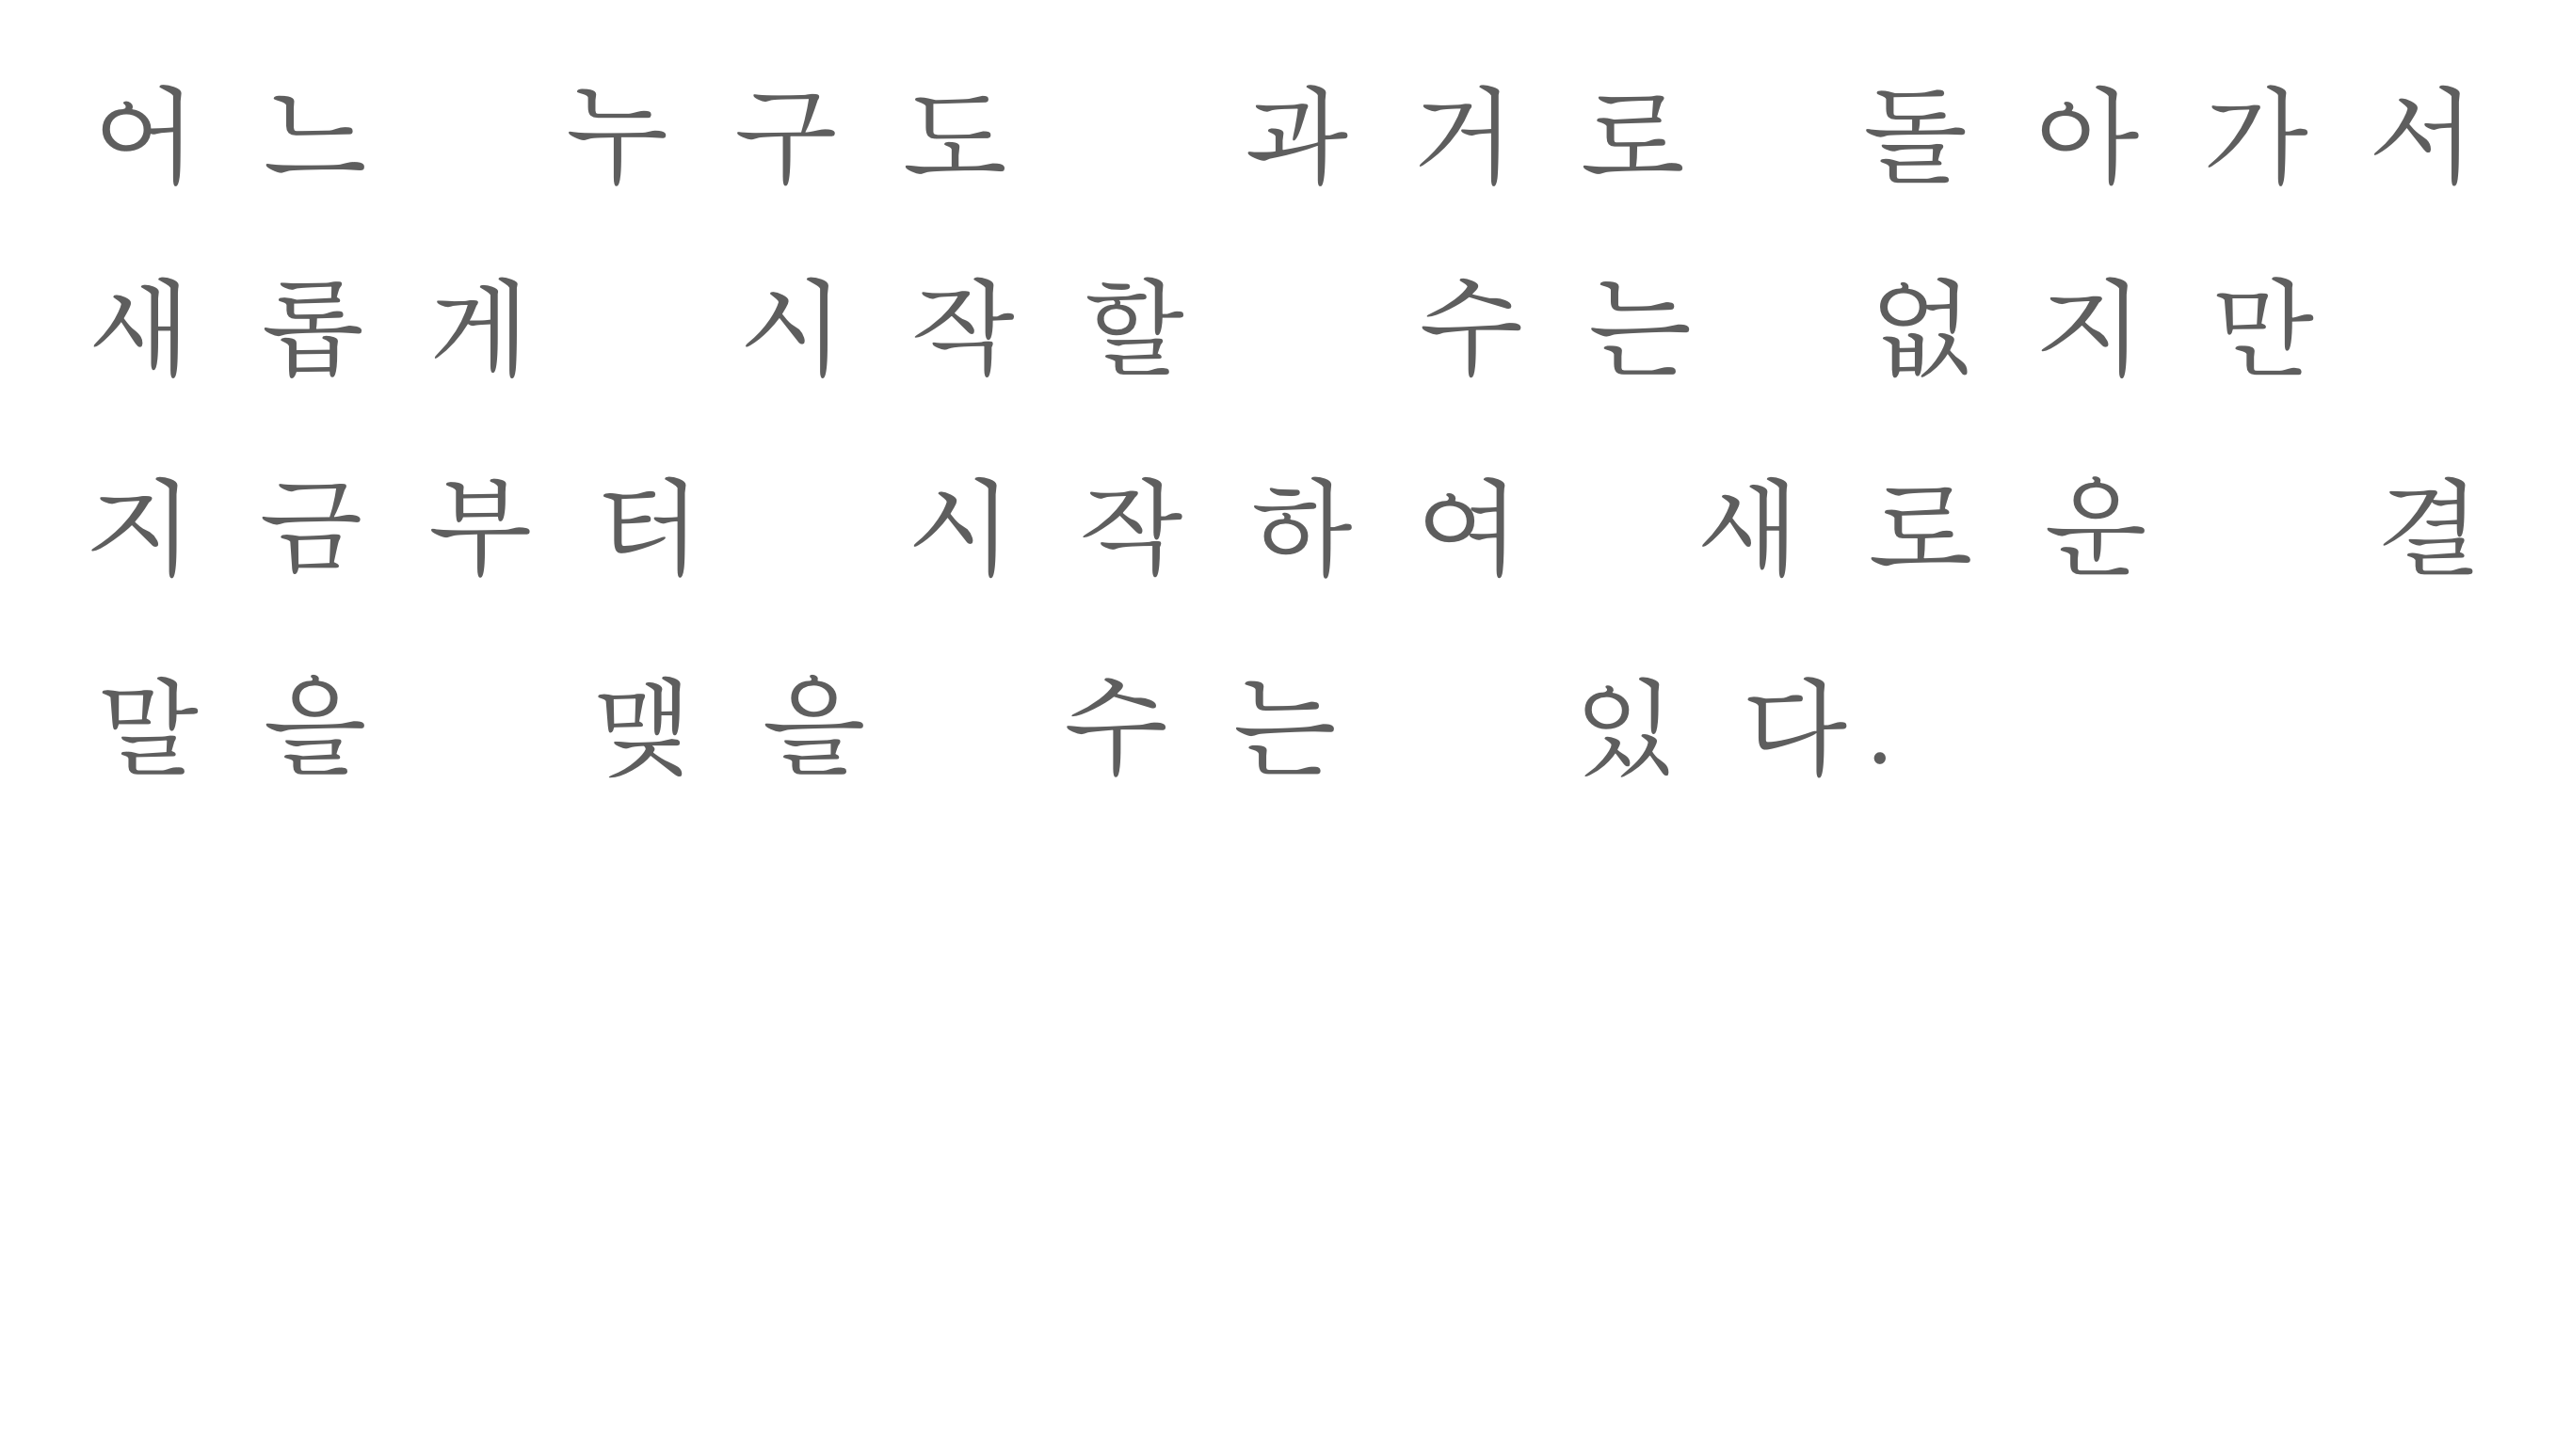 어느 누구도 과거로 돌아가서
새롭게 시작할 수는 없지만
지금부터 시작하여 새로운 결
말을 맺을 수는 있다.